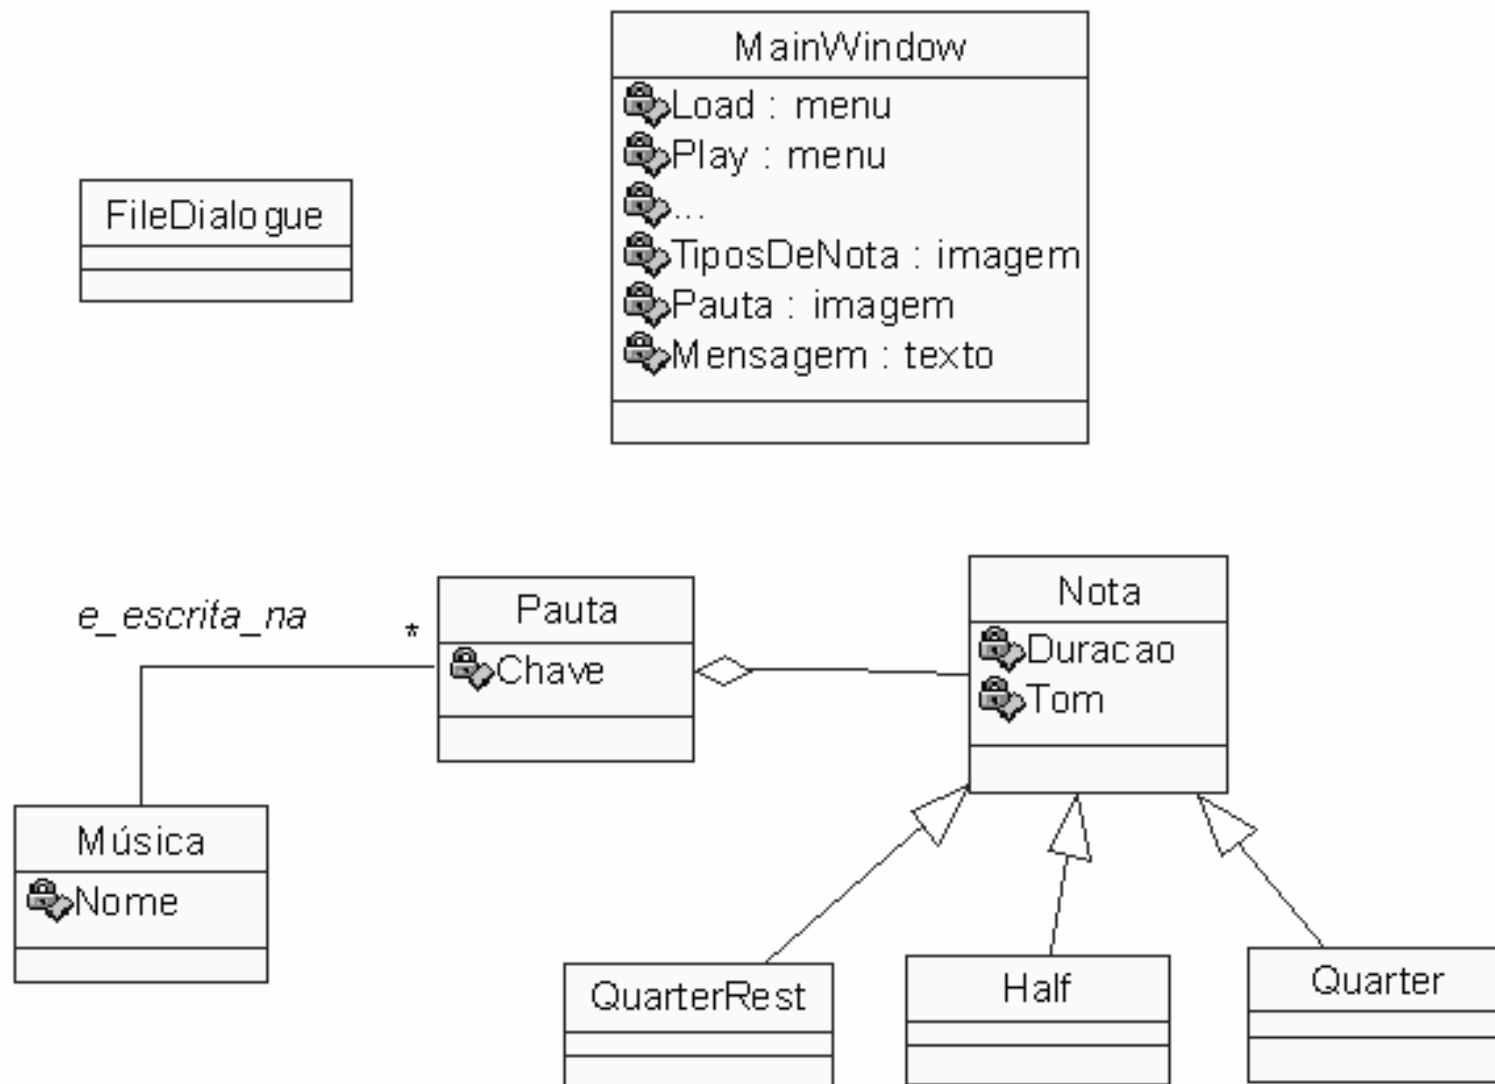 MainWindow
Load : menu
Play : menu
...
TiposDeNota : imagem
Pauta : imagem
Mensagem : texto
FileDialogue
e_escrita_na
*
Pauta
Chave
Nota
Duracao
Tom
Música
Nome
QuarterRest
Half
Quarter